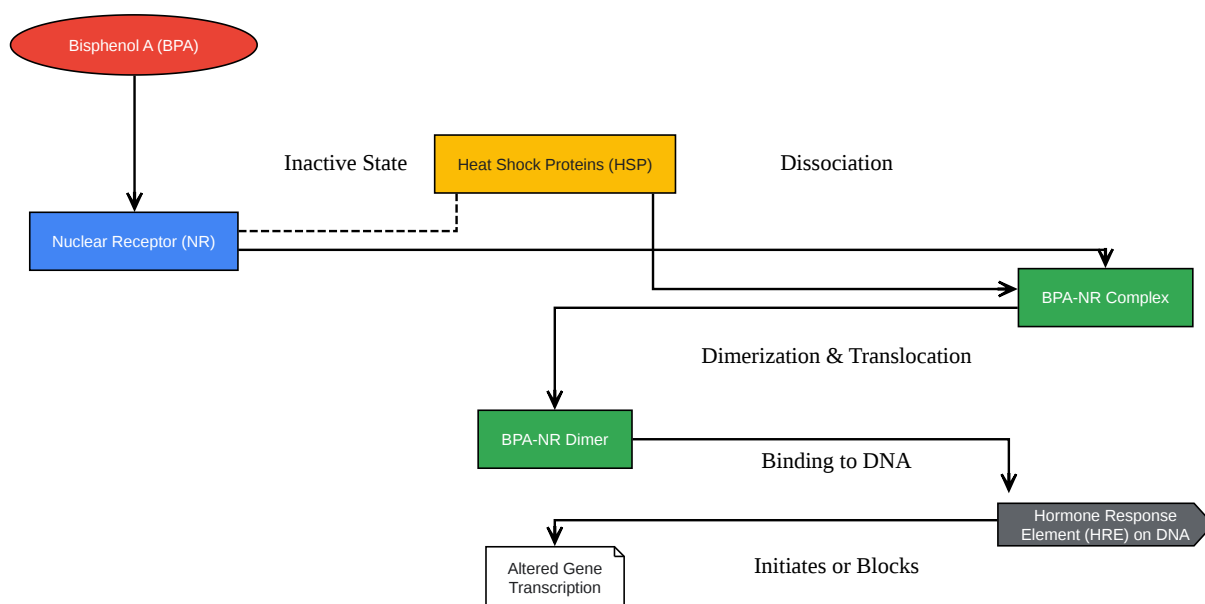 Bisphenol A (BPA)
Inactive State
Heat Shock Proteins (HSP)
Dissociation
Nuclear Receptor (NR)
BPA-NR Complex
Dimerization & Translocation
BPA-NR Dimer
Binding to DNA
Hormone Response
Element (HRE) on DNA
Initiates or Blocks
Altered Gene
Transcription